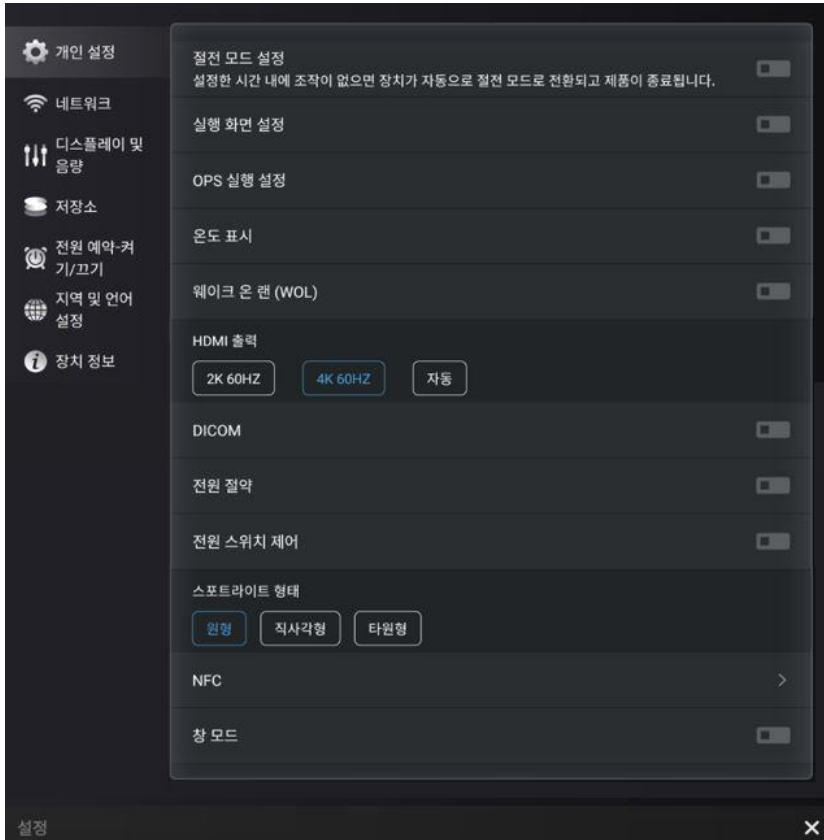 개인 설정
네트워크
디스플레이 및
음량
저장소
전원 예약-켜
기/끄기
지역 및 언어
설정
장치 정보
절전 모드 설정
설정한 시간 내에 조작이 없으면 장치가 자동으로 절전 모드로 전환되고 제품이 종료됩니다.
실행 화면 설정
OPS 실행 설정
온도 표시
웨이크 온 랜 (WOL)
HDMI 출력
2K 60HZ 4K 60HZ 자동
DICOM
전원 절약
전원 스위치 제어
스포트라이트 형태
원형 직사각형 타원형
NFC
창 모드
설정